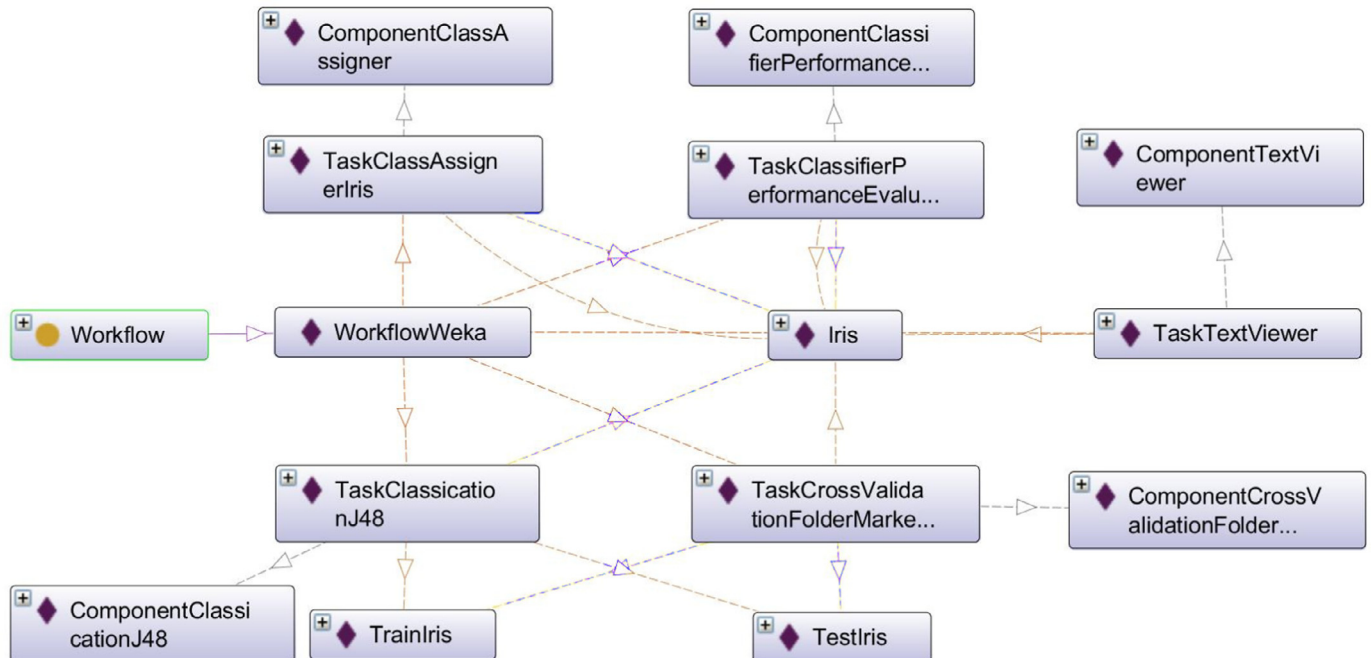 ComponentClassA
ssigner
ComponentClassi
fierPerformance...
TaskClassAssign
erIris
TaskClassifierP
erformanceEvalu...
ComponentTextVi
ewer
Workflow
WorkflowWeka
Iris
TaskTextViewer
TaskClassicatio
nJ48
TaskCrossValida
tionFolderMarke...
ComponentCrossV
alidationFolder...
ComponentClassi
cationJ48
TrainIris
TestIris